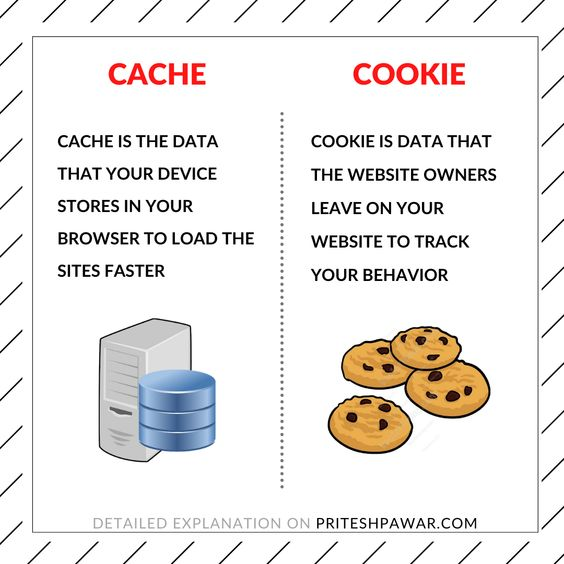 CACHE
CACHE IS THE DATA
THAT YOUR DEVICE
STORES IN YOUR
BROWSER TO LOAD THE
SITES FASTER
COOKIE
COOKIE IS DATA THAT
THE WEBSITE OWNERS
LEAVE ON YOUR
WEBSITE TO TRACK
YOUR BEHAVIOR
DETAILED EXPLANATION ON PRITESHPAWAR.COM